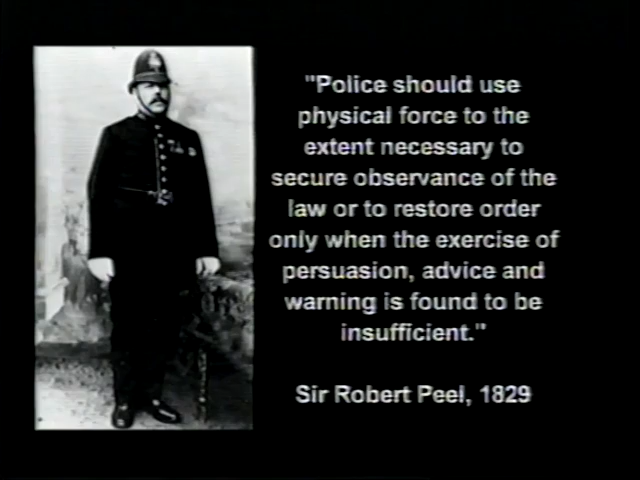 "Police should use
physical force to the
extent necessary to
secure observance of the
law or to restore order
only when the exercise of
persuasion, advice and
warning is found to be
insufficient."
Sir Robert Peel, 1829